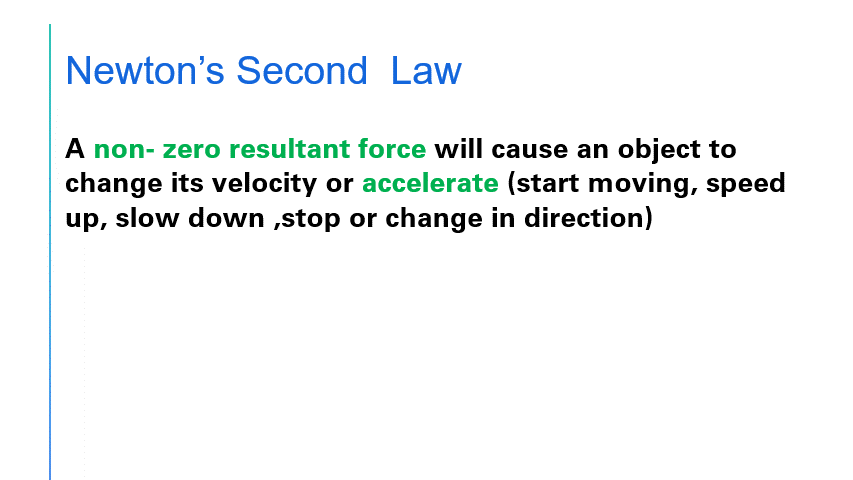 Newton’s Second  Law
A non- zero resultant force will cause an object to
change its velocity or accelerate (start moving, speed
up, slow down ,stop or change in direction)